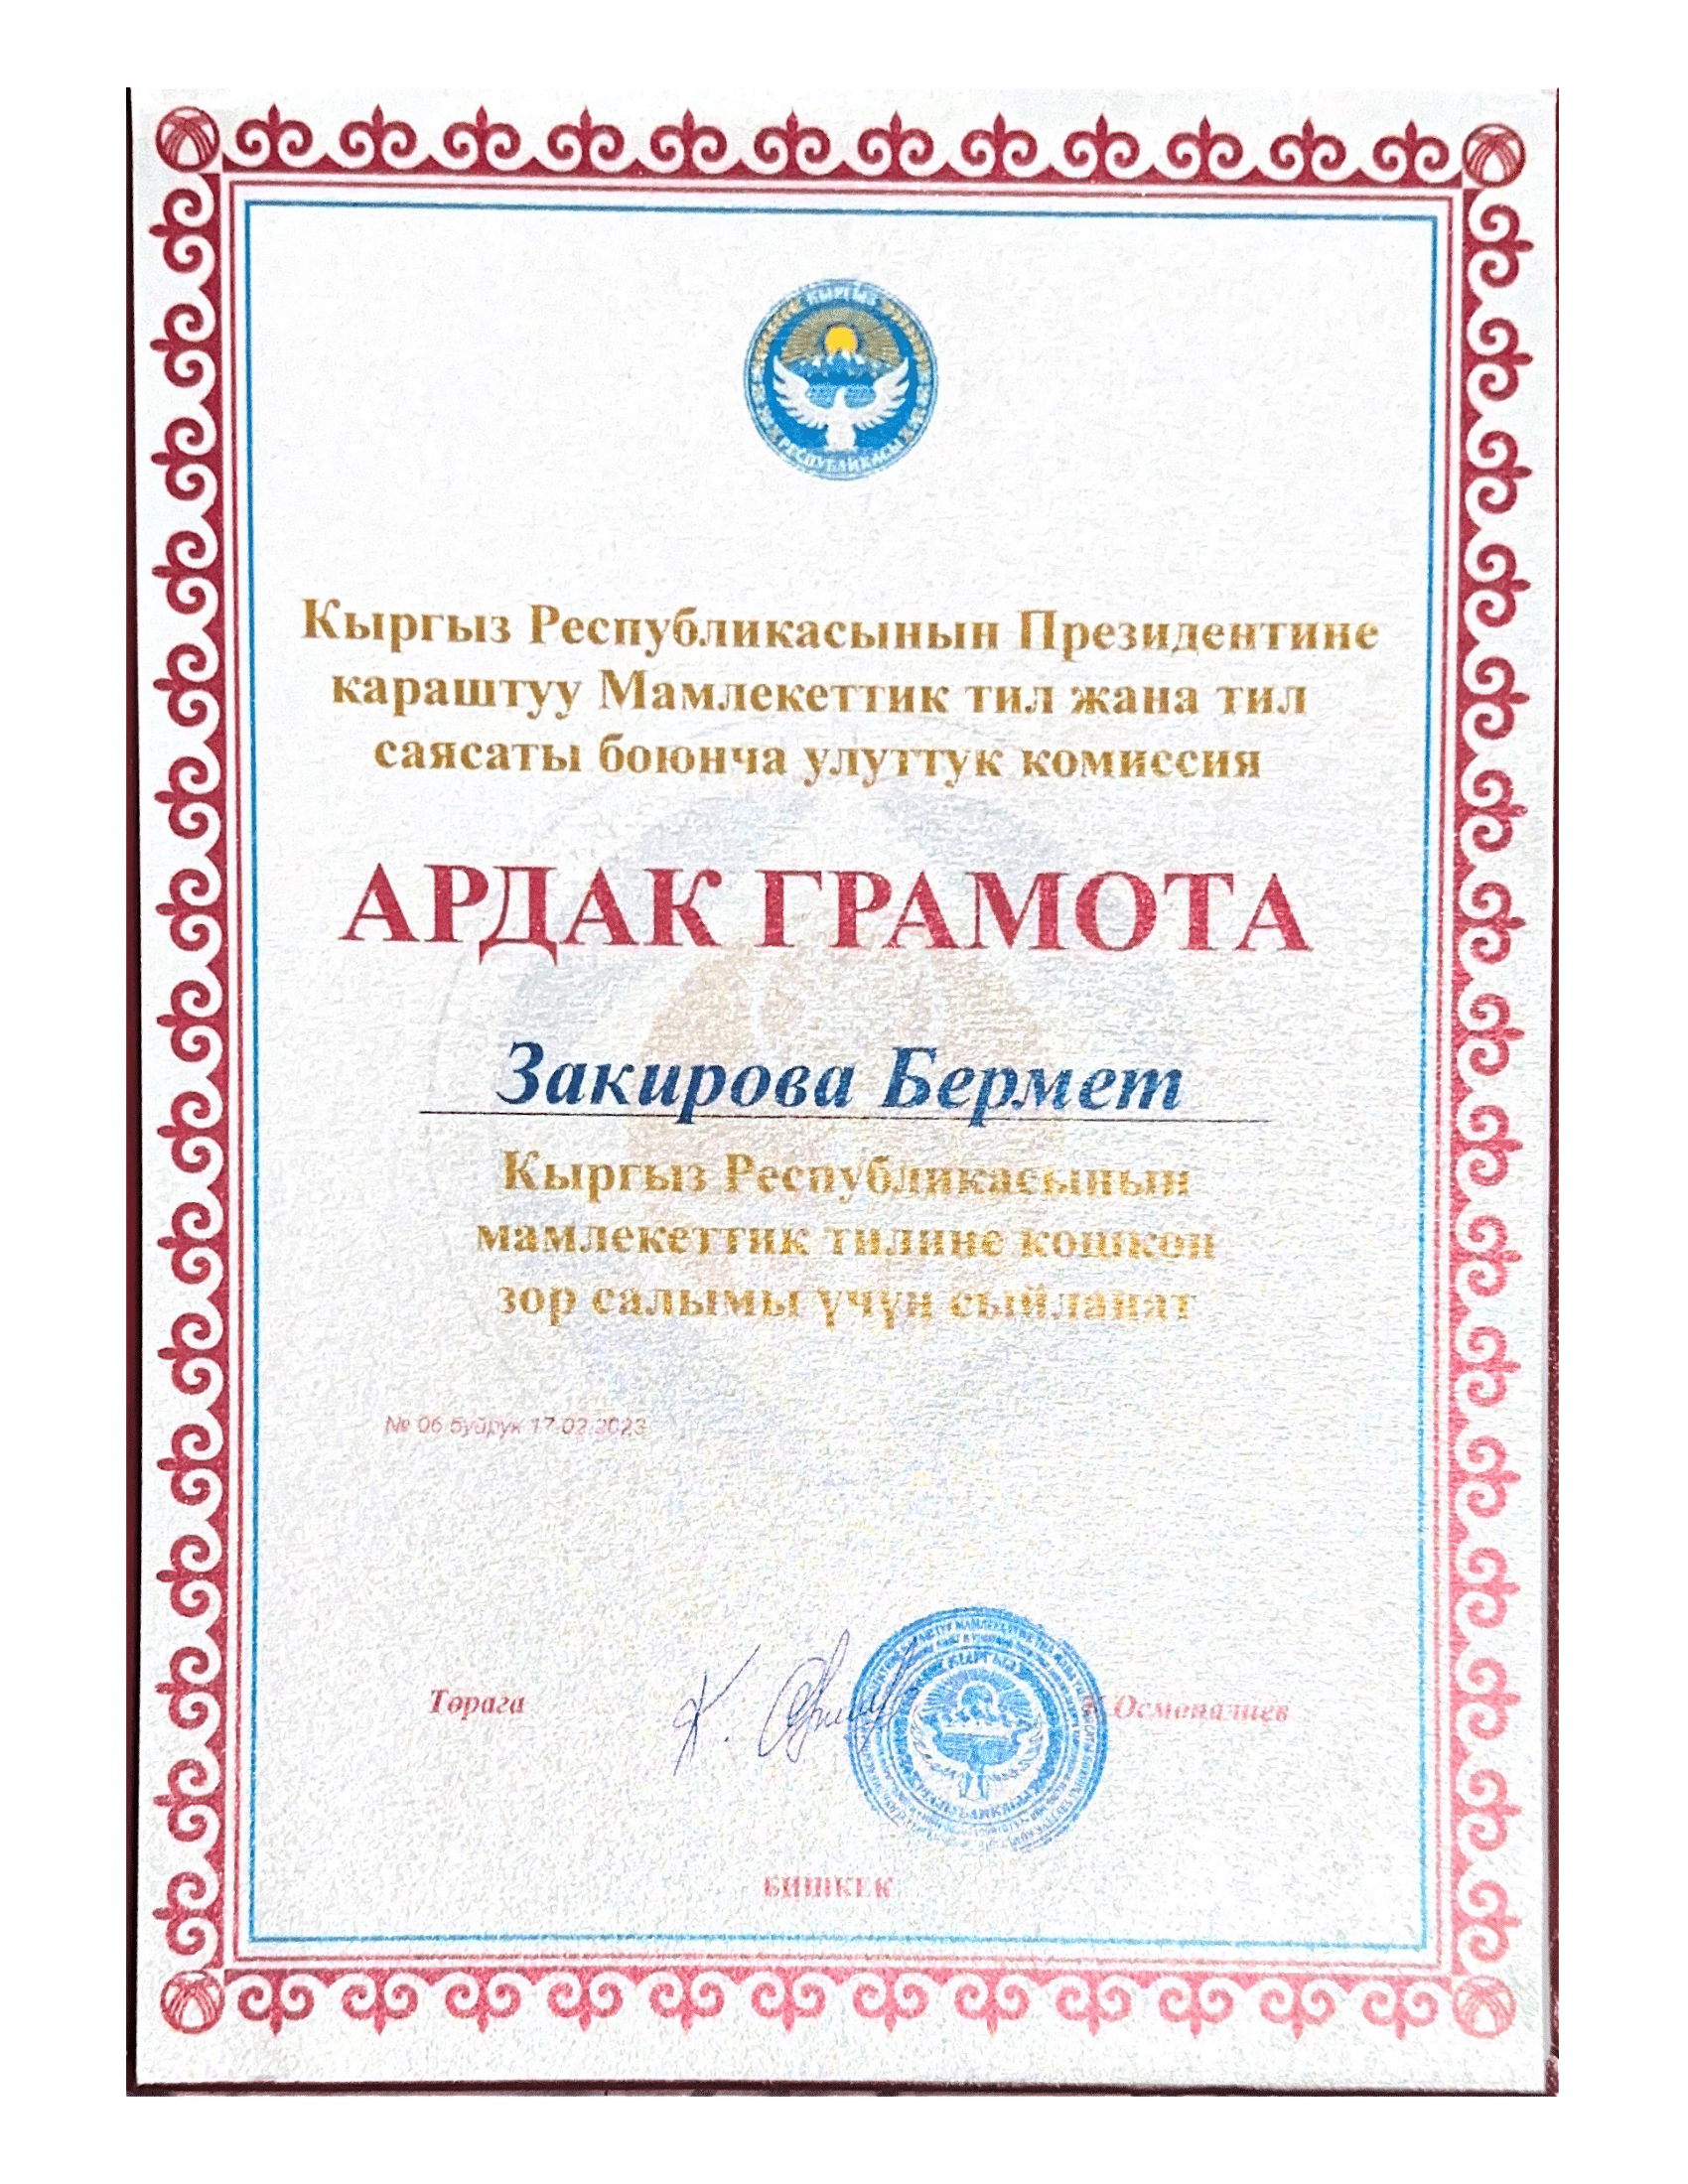 КЫРГЫЗ
РЕСПУБЛИКАСЫ
Кыргыз Республикасынын Президентине
караштуу Мамлекеттик тил жана тил
саясаты боюнча улуттук комиссия
АРДАК ГРАМОТА
Закирова Бермет
Кыргыз Республикасынын
мамлекеттик тилине кошкон
зор салымы үчүн сыйланат
№ 06 буйрук 17.02.2023
Төрага
К. Осмоналиев
БИШКЕК